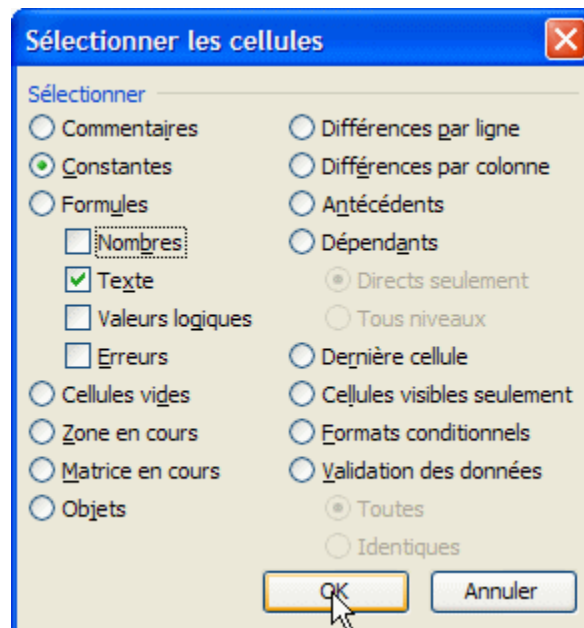 Sélectionner les cellules
Sélectionner
Commentaires
Constantes
Formules
Nombres
Texte
Valeurs logiques
Erreurs
Cellules vides
Zone en cours
Matrice en cours
Objets
Différences par ligne
Différences par colonne
Antécédents
Dépendants
Directs seulement
Tous niveaux
Dernière cellule
Cellules visibles seulement
Formats conditionnels
Validation des données
Toutes
Identiques
OK
Annuler